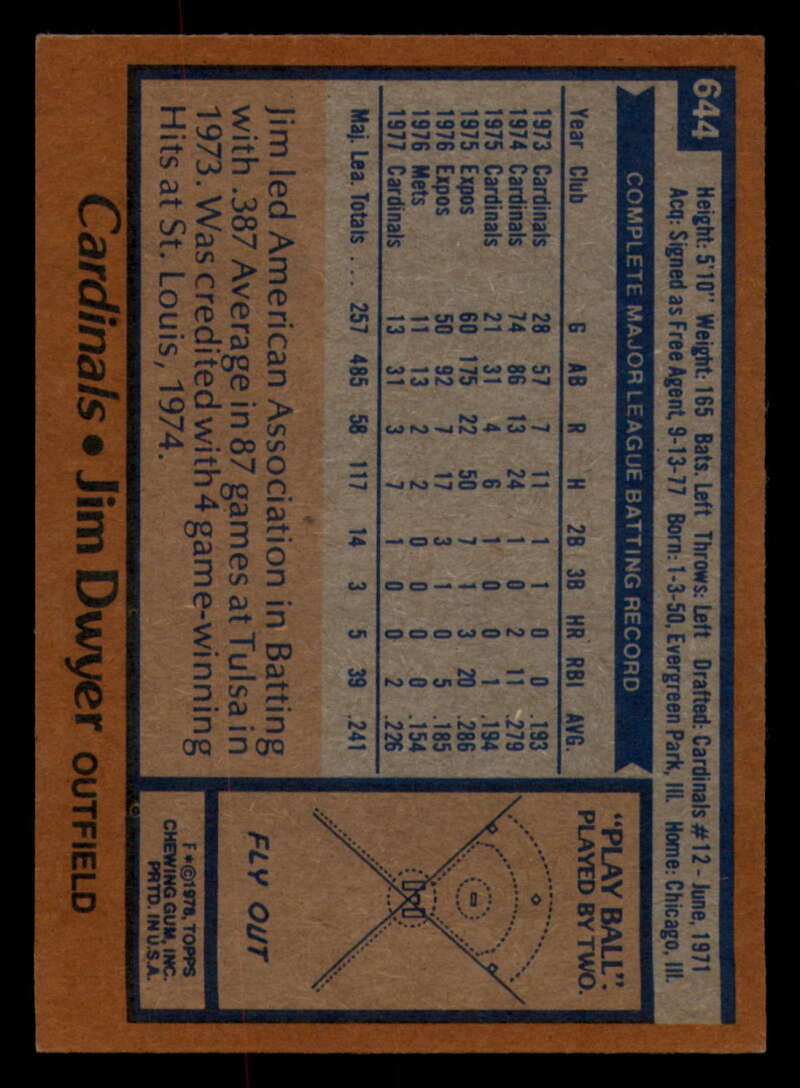 644
Height: 5'10" Weight: 165 Bats: Left Throws: Left Drafted: Cardinals #12 - June, 1971
Acq: Signed as Free Agent, 9-13-77 Born: 1-3-50, Evergreen Park, Ill. Home: Chicago, Ill.
COMPLETE MAJOR LEAGUE BATTING RECORD
Year Club G AB R H 2B 3B HR RBI AVG.
1973 Cardinals 28 57 7 11 1 1 0 0 .193
1974 Cardinals 74 86 13 24 1 0 2 11 .279
1975 Cardinals 21 31 4 6 1 0 0 1 .194
1975 Expos 60 175 22 50 7 1 3 20 .286
1976 Expos 50 92 7 17 3 1 0 5 .185
1976 Mets 11 13 2 2 0 0 0 0 .154
1977 Cardinals 13 31 3 7 1 0 0 2 .226
Maj. Lea. Totals .... 257 485 58 117 14 3 5 39 .241
Jim led American Association in Batting
with .387 Average in 87 games at Tulsa in
1973. Was credited with 4 game-winning
Hits at St. Louis, 1974.
"PLAY BALL":
PLAYED BY TWO.
FLY OUT
F*©1978, TOPPS
CHEWING GUM, INC.
PRTD. IN U.S.A.
Cardinals • Jim Dwyer OUTFIELD